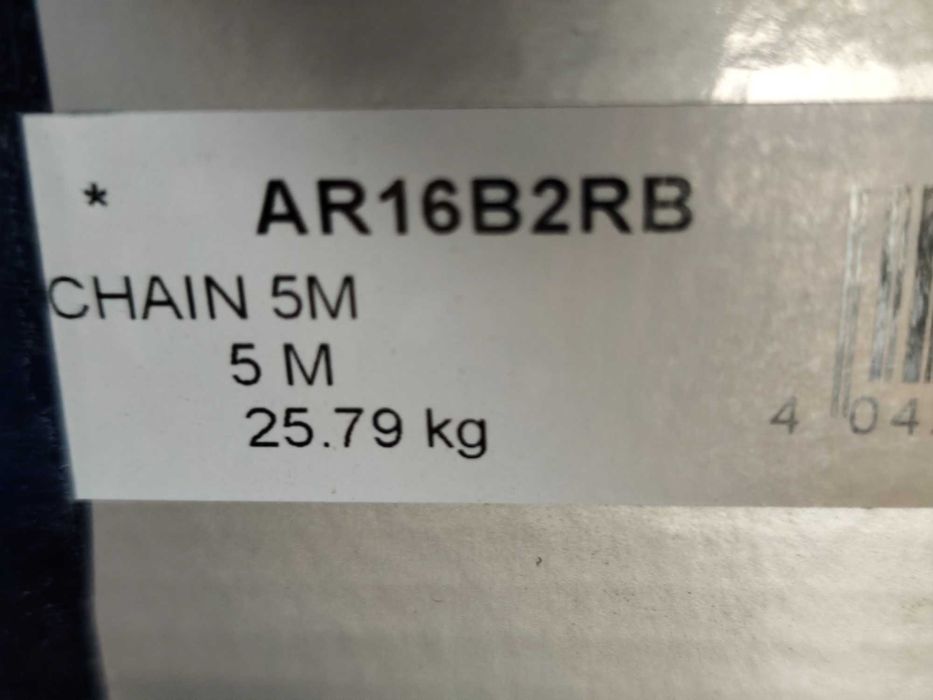 * AR16B2RB
CHAIN 5M
5 M
25.79 kg
4 04